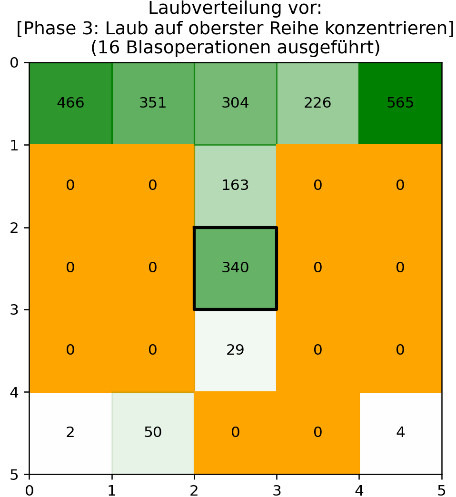 Laubverteilung vor:
[Phase 3: Laub auf oberster Reihe konzentrieren]
(16 Blasoperationen ausgeführt)
0
466 351 304 226 565
1
0 0 163 0 0
2
0 0 340 0 0
3
0 0 29 0 0
4
2 50 0 0 4
5
0 1 2 3 4 5